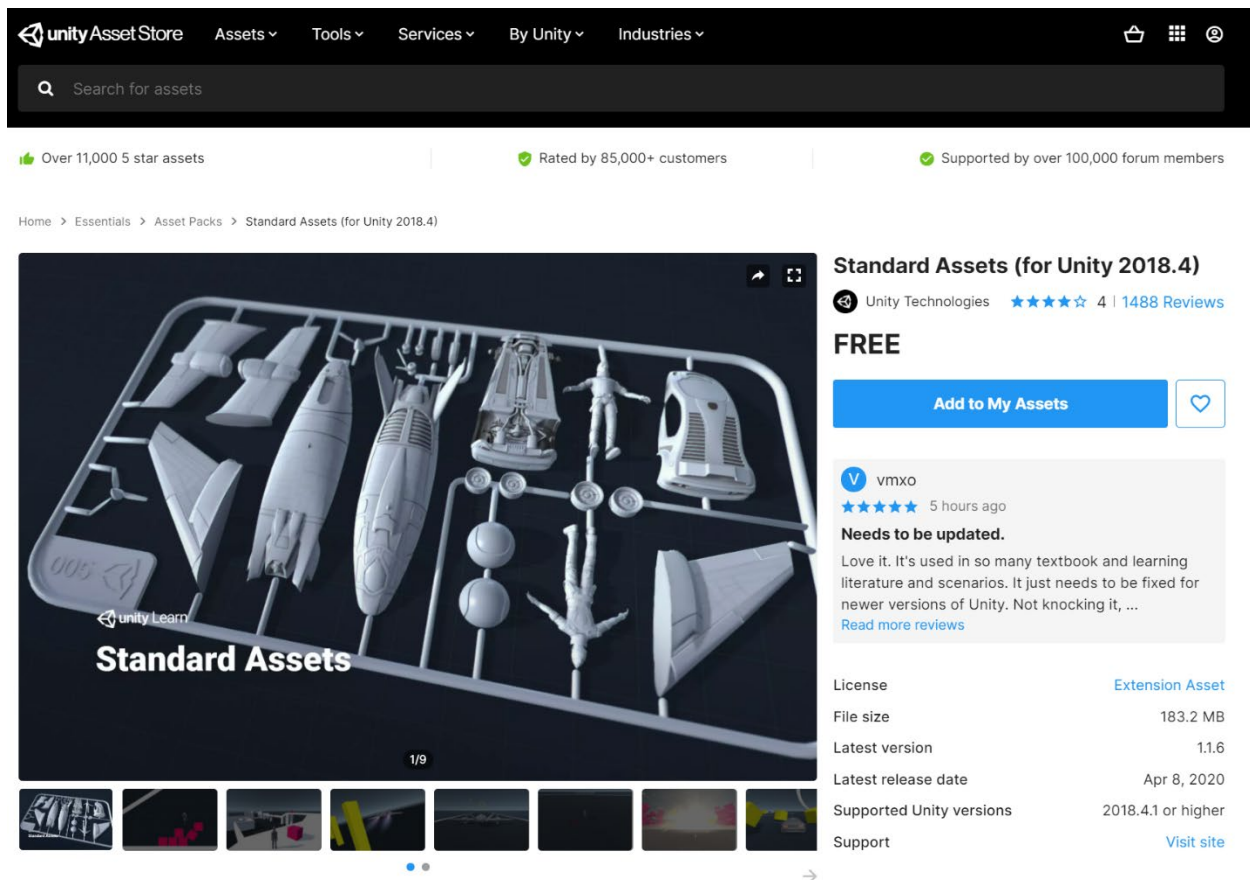 unity Asset Store Assets Tools Services By Unity Industries
Search for assets
Over 11,000 5 star assets Rated by 85,000+ customers Supported by over 100,000 forum members
Home > Essentials > Asset Packs > Standard Assets (for Unity 2018.4)
005
unity Learn
Standard Assets
1/9
Standard Assets (for Unity 2018.4)
Unity Technologies 4 | 1488 Reviews
FREE
Add to My Assets
V vmxo
5 hours ago
Needs to be updated.
Love it. It's used in so many textbook and learning
literature and scenarios. It just needs to be fixed for
newer versions of Unity. Not knocking it, ...
Read more reviews
License Extension Asset
File size 183.2 MB
Latest version 1.1.6
Latest release date Apr 8, 2020
Supported Unity versions 2018.4.1 or higher
Support Visit site